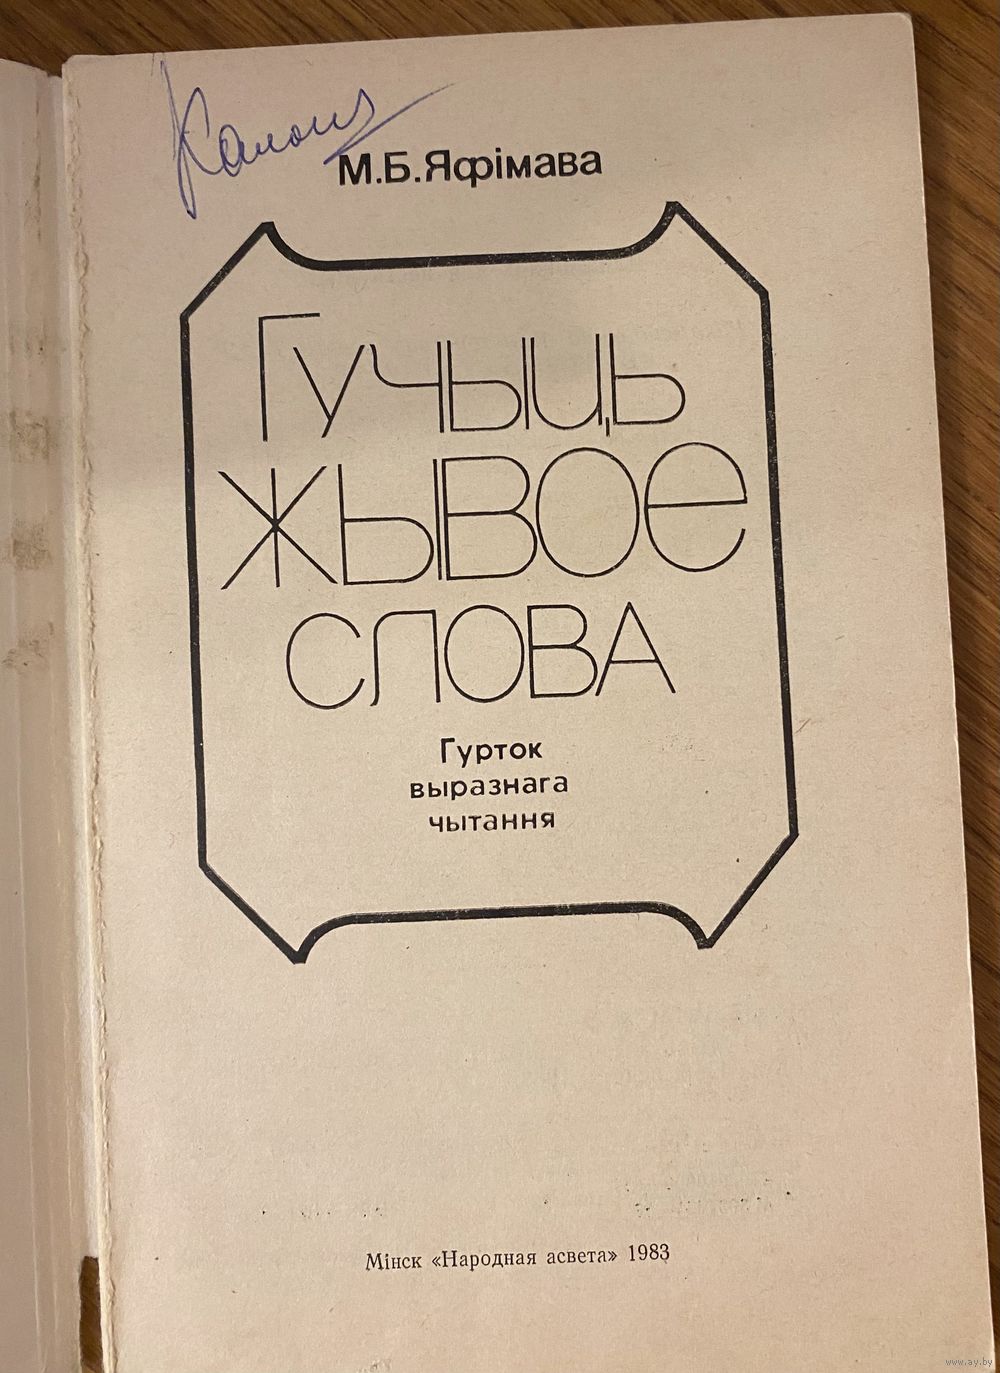 М.Б.Яфімава
Гучыць
жывое
слова
Гурток
выразнага
чытання
Мінск «Народная асвета» 1983
www.ay.by